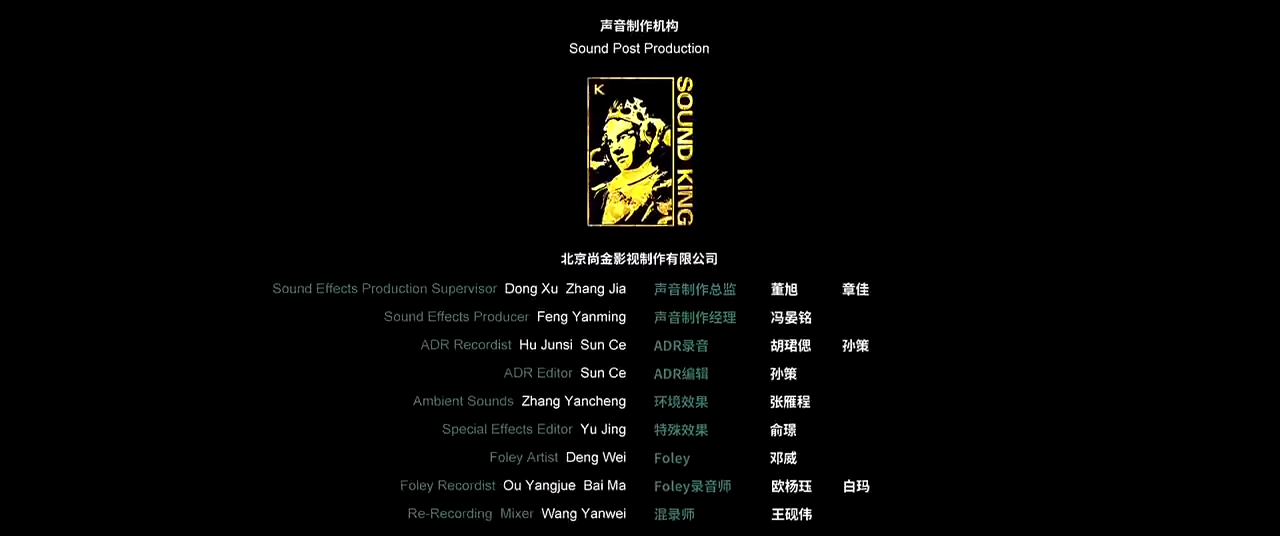 声音制作机构
Sound Post Production
K
SOUND KING
北京尚金影视制作有限公司
Sound Effects Production Supervisor Dong Xu Zhang Jia 声音制作总监 董旭 章佳
Sound Effects Producer Feng Yanming 声音制作经理 冯晏铭
ADR Recordist Hu Junsi Sun Ce ADR录音 胡珺偲 孙策
ADR Editor Sun Ce ADR编辑 孙策
Ambient Sounds Zhang Yancheng 环境效果 张雁程
Special Effects Editor Yu Jing 特殊效果 俞璟
Foley Artist Deng Wei Foley 邓威
Foley Recordist Ou Yangjue Bai Ma Foley录音师 欧杨珏 白玛
Re-Recording Mixer Wang Yanwei 混录师 王砚伟